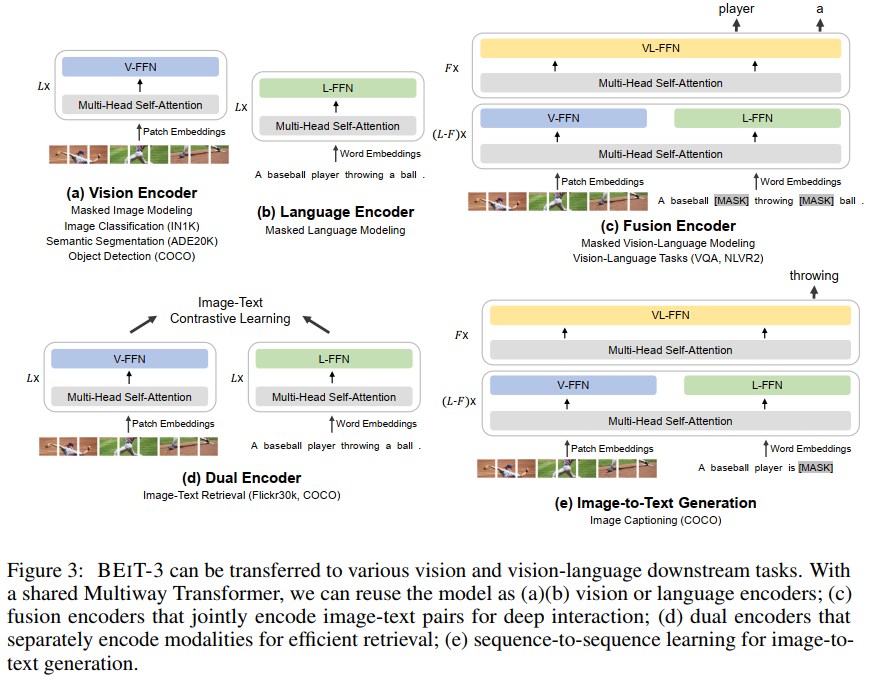 V-FFN
Lx
Multi-Head Self-Attention
Patch Embeddings
(a) Vision Encoder
Masked Image Modeling
Image Classification (IN1K)
Semantic Segmentation (ADE20K)
Object Detection (COCO)
L-FFN
Lx
Multi-Head Self-Attention
Word Embeddings
A baseball player throwing a ball .
(b) Language Encoder
Masked Language Modeling
player a
VL-FFN
Fx
Multi-Head Self-Attention
V-FFN L-FFN
(L-F)x
Multi-Head Self-Attention
Patch Embeddings Word Embeddings
A baseball [MASK] throwing [MASK] ball .
(c) Fusion Encoder
Masked Vision-Language Modeling
Vision-Language Tasks (VQA, NLVR2)
Image-Text
Contrastive Learning
V-FFN L-FFN
Lx Lx
Multi-Head Self-Attention Multi-Head Self-Attention
Patch Embeddings Word Embeddings
A baseball player throwing a ball .
(d) Dual Encoder
Image-Text Retrieval (Flickr30k, COCO)
throwing
VL-FFN
Fx
Multi-Head Self-Attention
V-FFN L-FFN
(L-F)x
Multi-Head Self-Attention
Patch Embeddings Word Embeddings
A baseball player is [MASK]
(e) Image-to-Text Generation
Image Captioning (COCO)
Figure 3: BEIT-3 can be transferred to various vision and vision-language downstream tasks. With
a shared Multiway Transformer, we can reuse the model as (a)(b) vision or language encoders; (c)
fusion encoders that jointly encode image-text pairs for deep interaction; (d) dual encoders that
separately encode modalities for efficient retrieval; (e) sequence-to-sequence learning for image-to-
text generation.